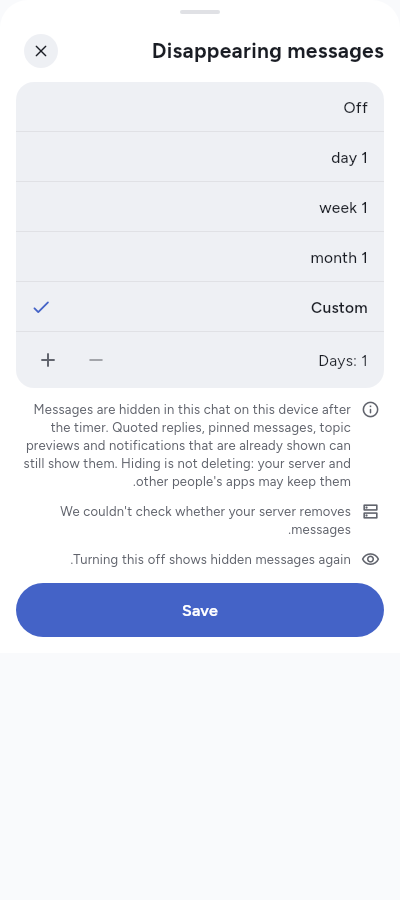 Disappearing messages
Off
1 day
1 week
1 month
Custom
Days: 1
Messages are hidden in this chat on this device after
the timer. Quoted replies, pinned messages, topic
previews and notifications that are already shown can
still show them. Hiding is not deleting: your server and
other people's apps may keep them.
We couldn't check whether your server removes
messages.
Turning this off shows hidden messages again.
Save